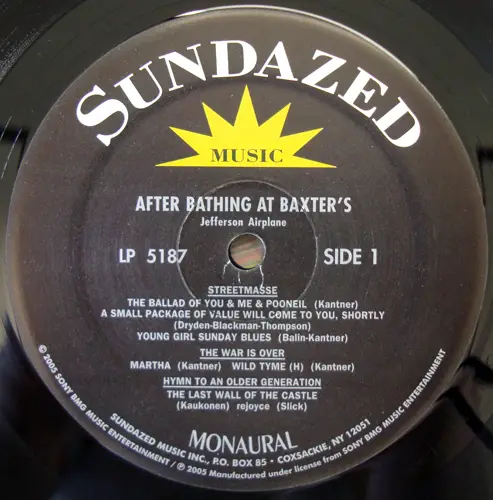 SUNDAZED
MUSIC
AFTER BATHING AT BAXTER'S
Jefferson Airplane
LP 5187
SIDE 1
STREETMASSE
THE BALLAD OF YOU & ME & POONEIL (Kantner)
A SMALL PACKAGE OF VALUE WILL COME TO YOU, SHORTLY
(Dryden-Blackman-Thompson)
YOUNG GIRL SUNDAY BLUES (Balin-Kantner)
THE WAR IS OVER
MARTHA (Kantner) WILD TYME (H) (Kantner)
HYMN TO AN OLDER GENERATION
THE LAST WALL OF THE CASTLE
(Kaukonen) rejoyce (Slick)
MONAURAL
SUNDAZED MUSIC INC., P.O. BOX 85 • COXSACKIE, NY 12051
© 2005 SONY BMG MUSIC ENTERTAINMENT / ℗ 2005 Manufactured under license from SONY BMG MUSIC ENTERTAINMENT